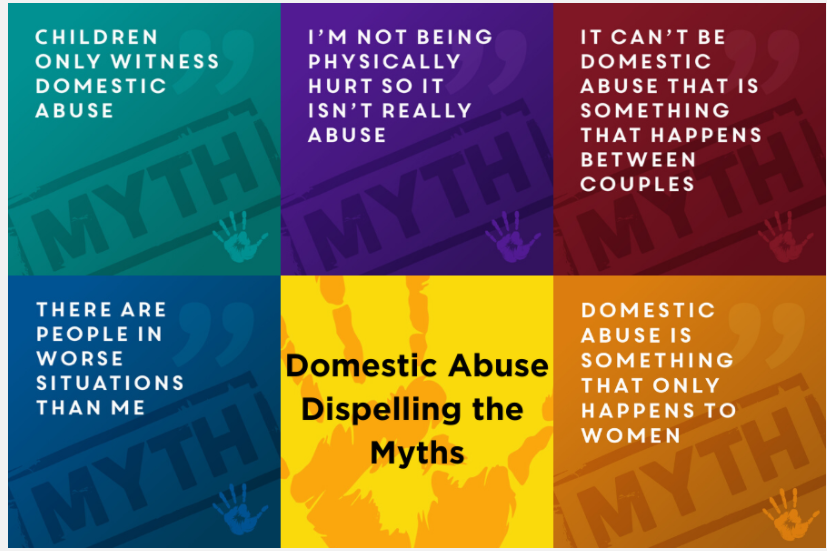 CHILDREN
ONLY WITNESS
DOMESTIC
ABUSE
MYTH
I'M NOT BEING
PHYSICALLY
HURT SO IT
ISN'T REALLY
ABUSE
MYTH
IT CAN'T BE
DOMESTIC
ABUSE THAT IS
SOMETHING
THAT HAPPENS
BETWEEN
COUPLES
MYTH
THERE ARE
PEOPLE IN
WORSE
SITUATIONS
THAN ME
MYTH
Domestic Abuse
Dispelling the
Myths
DOMESTIC
ABUSE IS
SOMETHING
THAT ONLY
HAPPENS TO
WOMEN
MYTH